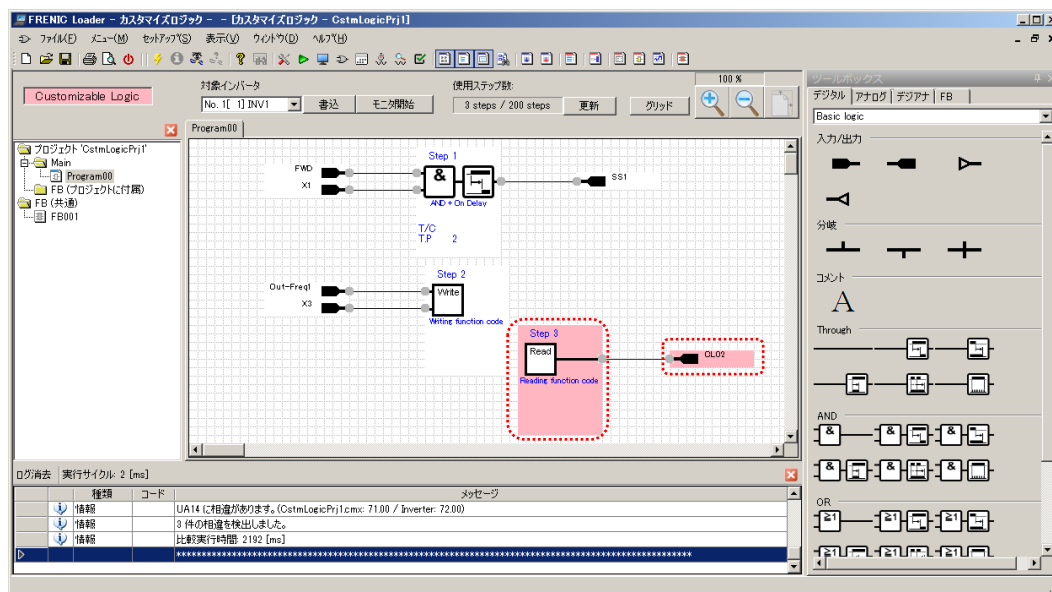 FRENIC Loader - カスタマイズロジック - - [カスタマイズロジック - CstmLogicPrj1]
ファイル(F) メニュー(M) セットアップ(S) 表示(V) ウィンドウ(D) ヘルプ(H)
Customizable Logic
対象インバータ
No. 1[ 1] INV1
書込
モニタ開始
使用ステップ数:
3 steps / 200 steps
更新
グリッド
100 %
ツールボックス
デジタル
アナログ
デジアナ
FB
Basic logic
Program00
プロジェクト 'CstmLogicPrj1'
Main
Program00
FB (プロジェクトに付属)
FB (共通)
FB001
Step 1
FWD
X1
&
SS1
AND + On Delay
T/C
T.P 2
Step 2
Out-Freq1
X3
Write
Writing function code
Step 3
Read
CLO2
Reading function code
入力/出力
分岐
コメント
A
Through
AND
& & &
& & &
OR
≧1 ≧1 ≧1
≧1 ≧1 ≧1
ログ消去 実行サイクル: 2 [ms]
種類 コード メッセージ
情報 UA14 に相違があります。(CstmLogicPrj1.cmx: 71.00 / Inverter: 72.00)
情報 3 件の相違を検出しました。
情報 比較実行時間: 2192 [ms]